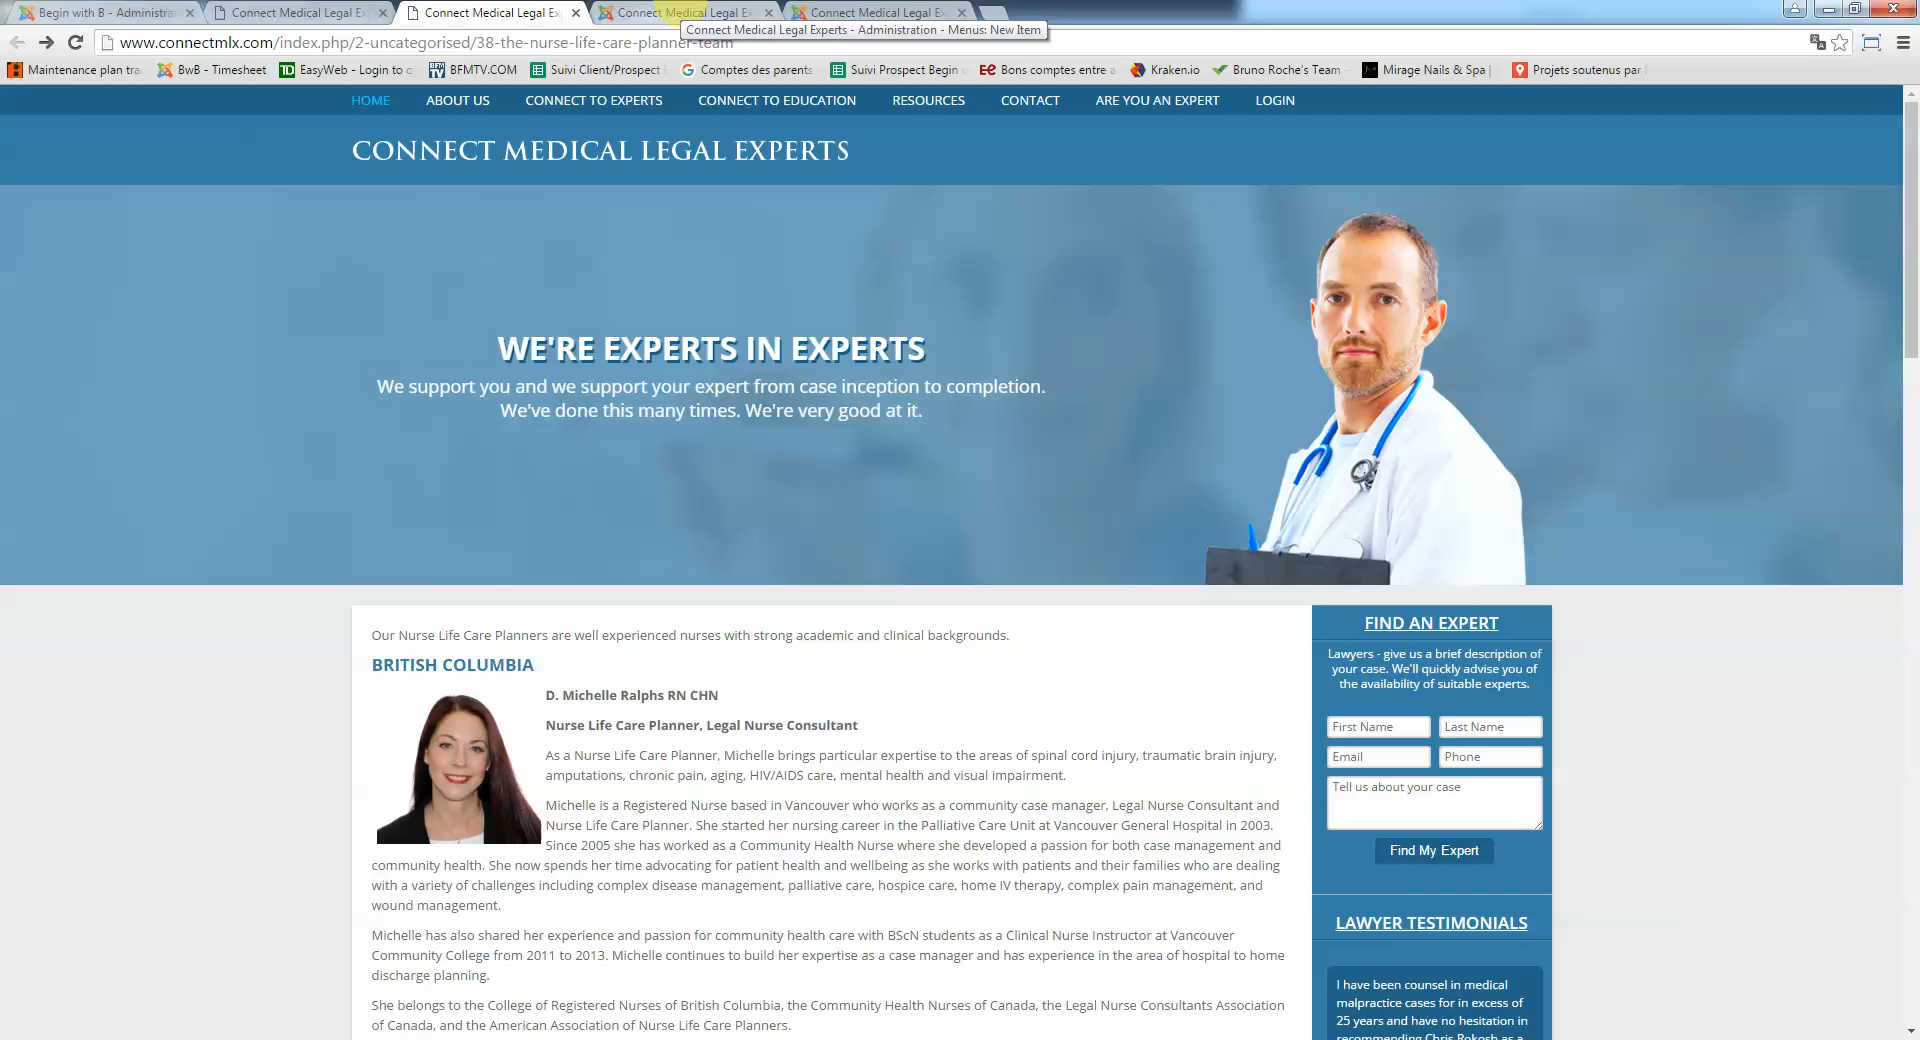 Begin with B - Administra
Connect Medical Legal Ex
Connect Medical Legal Ex
Connect Medical Legal Ex
Connect Medical Legal Ex
Connect Medical Legal Experts - Administration - Menus: New Item
www.connectmlx.com/index.php/2-uncategorised/38-the-nurse-life-care-planner-team
Maintenance plan tra
BwB - Timesheet
EasyWeb - Login to o
BFMTV.COM
Suivi Client/Prospect
Comptes des parents
Suivi Prospect Begin
Bons comptes entre a
Kraken.io
Bruno Roche's Team
Mirage Nails & Spa |
Projets soutenus par
HOME
ABOUT US
CONNECT TO EXPERTS
CONNECT TO EDUCATION
RESOURCES
CONTACT
ARE YOU AN EXPERT
LOGIN
CONNECT MEDICAL LEGAL EXPERTS
WE'RE EXPERTS IN EXPERTS
We support you and we support your expert from case inception to completion.
We've done this many times. We're very good at it.
Our Nurse Life Care Planners are well experienced nurses with strong academic and clinical backgrounds.
BRITISH COLUMBIA
D. Michelle Ralphs RN CHN
Nurse Life Care Planner, Legal Nurse Consultant
As a Nurse Life Care Planner, Michelle brings particular expertise to the areas of spinal cord injury, traumatic brain injury,
amputations, chronic pain, aging, HIV/AIDS care, mental health and visual impairment.
Michelle is a Registered Nurse based in Vancouver who works as a community case manager, Legal Nurse Consultant and
Nurse Life Care Planner. She started her nursing career in the Palliative Care Unit at Vancouver General Hospital in 2003.
Since 2005 she has worked as a Community Health Nurse where she developed a passion for both case management and
community health. She now spends her time advocating for patient health and wellbeing as she works with patients and their families who are dealing
with a variety of challenges including complex disease management, palliative care, hospice care, home IV therapy, complex pain management, and
wound management.
Michelle has also shared her experience and passion for community health care with BScN students as a Clinical Nurse Instructor at Vancouver
Community College from 2011 to 2013. Michelle continues to build her expertise as a case manager and has experience in the area of hospital to home
discharge planning.
She belongs to the College of Registered Nurses of British Columbia, the Community Health Nurses of Canada, the Legal Nurse Consultants Association
of Canada, and the American Association of Nurse Life Care Planners.
FIND AN EXPERT
Lawyers - give us a brief description of
your case. We'll quickly advise you of
the availability of suitable experts.
First Name
Last Name
Email
Phone
Tell us about your case
Find My Expert
LAWYER TESTIMONIALS
I have been counsel in medical
malpractice cases for in excess of
25 years and have no hesitation in
recommending Chris Rokosh as a